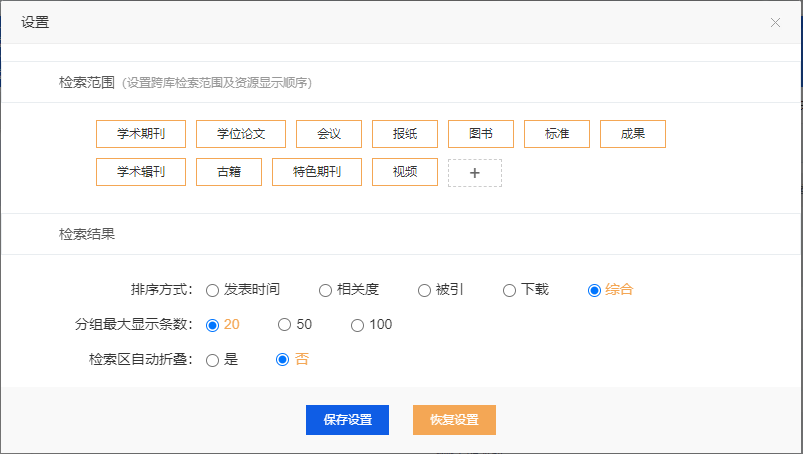 设置
检索范围 (设置跨库检索范围及资源显示顺序)
学术期刊 学位论文 会议 报纸 图书 标准 成果
学术辑刊 古籍 特色期刊 视频 +
检索结果
排序方式： 发表时间 相关度 被引 下载 综合
分组最大显示条数： 20 50 100
检索区自动折叠： 是 否
保存设置 恢复设置